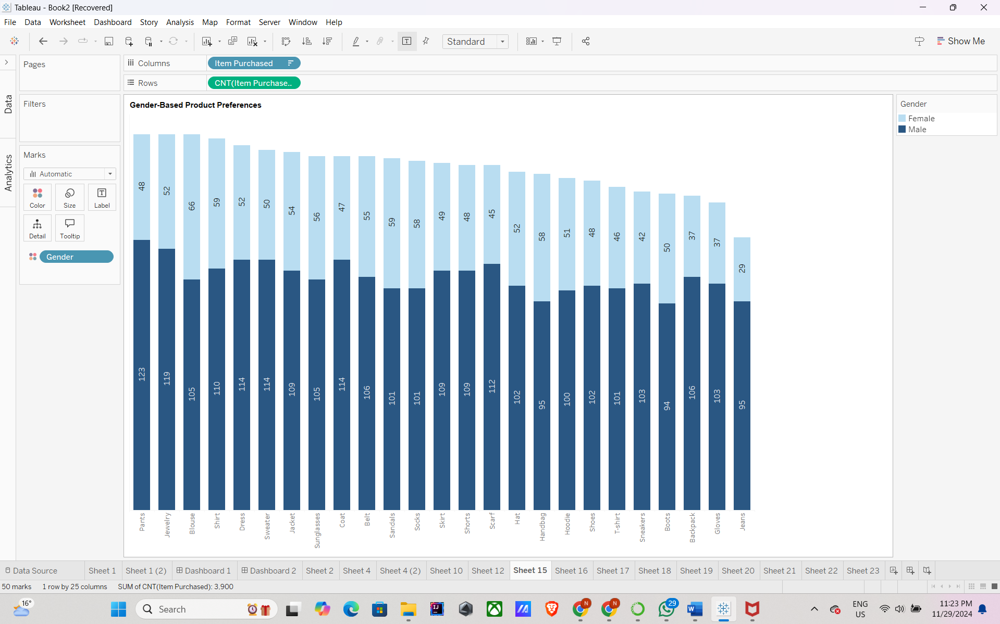 Tableau - Book2 [Recovered]
File Data Worksheet Dashboard Story Analysis Map Format Server Window Help
Standard
Show Me
Data
Analytics
Pages
Filters
Marks
Automatic
Color Size Label
Detail Tooltip
Gender
Columns Item Purchased
Rows CNT(Item Purchase..
Gender-Based Product Preferences
48 52 66 59 52 50 54 56 47 55 59 58 49 48 45 52 58 51 48 46 42 50 37 37 29
123 119 105 110 114 114 109 105 114 106 101 101 109 109 112 102 95 100 102 101 103 94 106 103 95
Pants Jewelry Blouse Shirt Dress Sweater Jacket Sunglasses Coat Belt Sandals Socks Skirt Shorts Scarf Hat Handbag Hoodie Shoes T-shirt Sneakers Boots Backpack Gloves Jeans
Gender
Female
Male
Data Source Sheet 1 Sheet 1 (2) Dashboard 1 Dashboard 2 Sheet 2 Sheet 4 Sheet 4 (2) Sheet 10 Sheet 12 Sheet 15 Sheet 16 Sheet 17 Sheet 18 Sheet 19 Sheet 20 Sheet 21 Sheet 22 Sheet 23
50 marks 1 row by 25 columns SUM of CNT(Item Purchased): 3,900
16°
Search
N
N
29
ENG
US
11:23 PM
11/29/2024